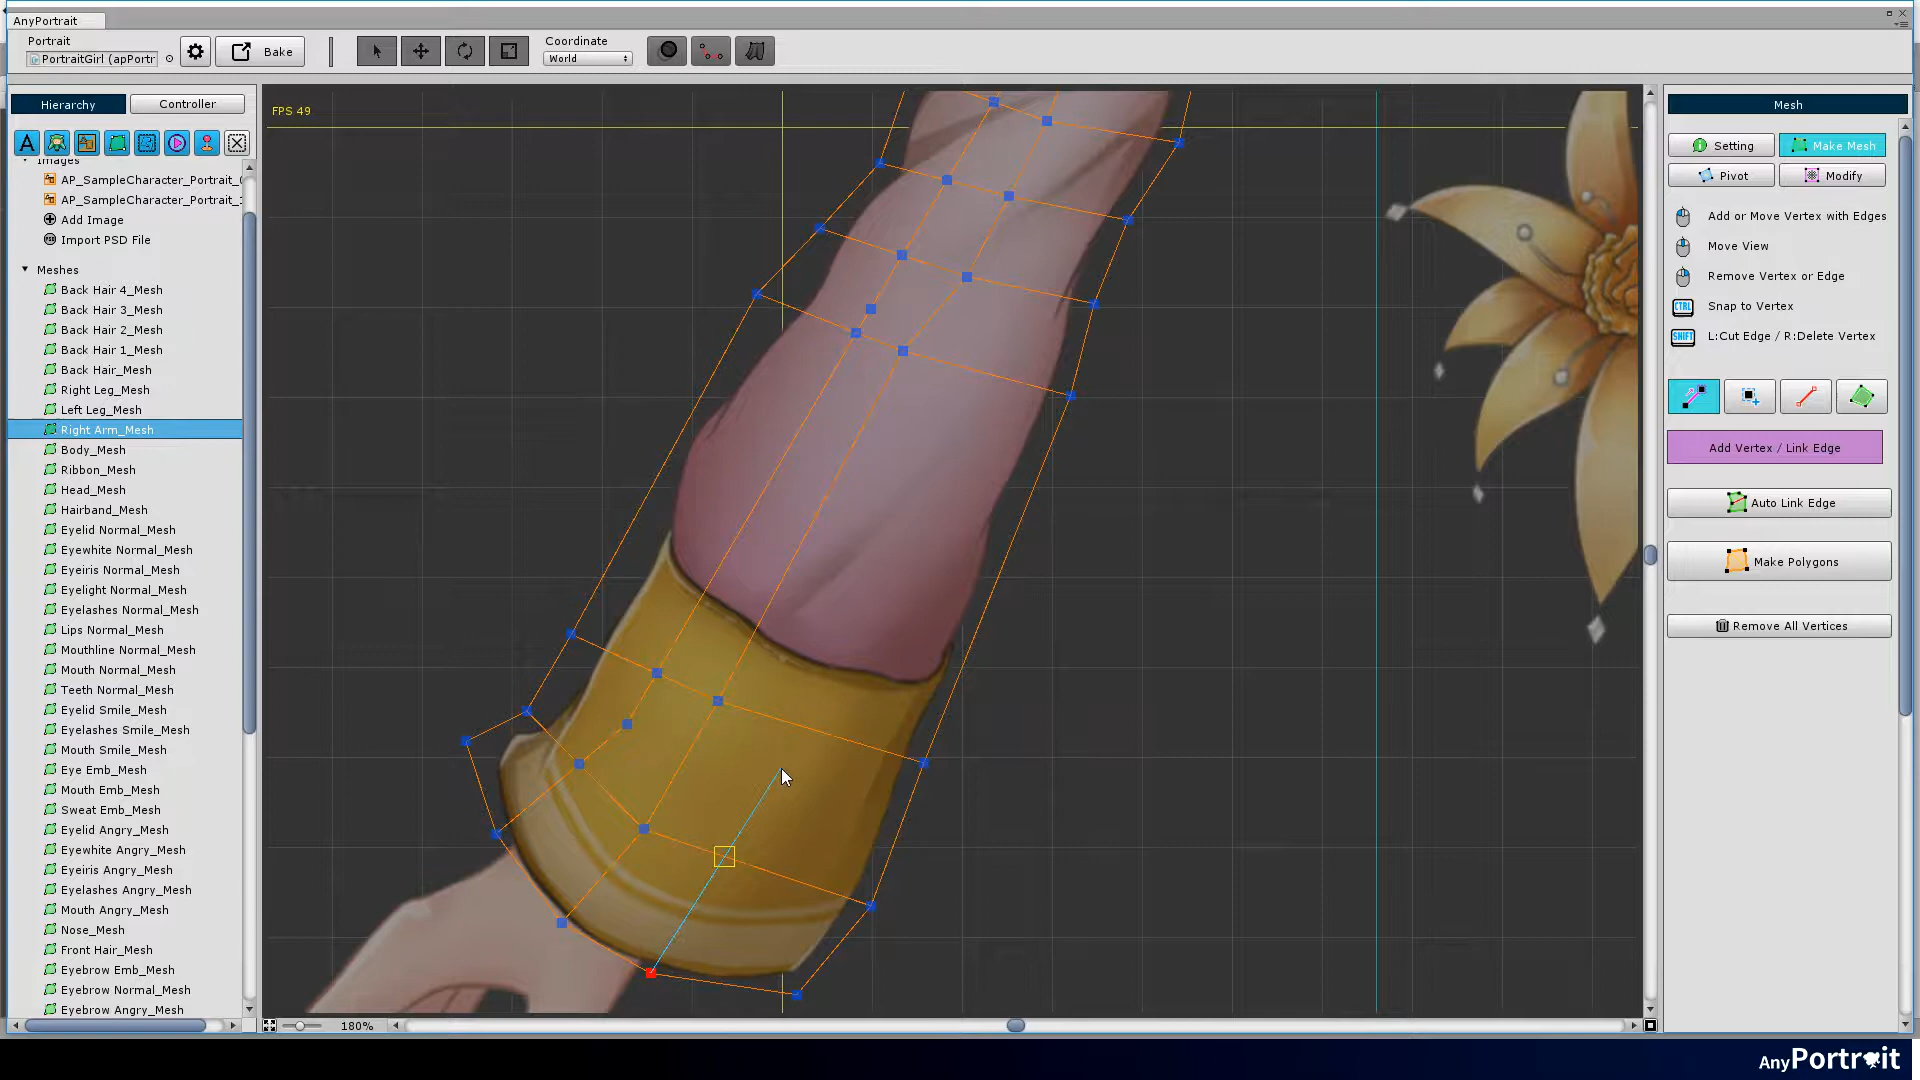 AnyPortrait
Portrait
PortraitGirl (apPortr
Bake
Coordinate
World
Hierarchy
Controller
FPS 49
A
Images
AP_SampleCharacter_Portrait_
AP_SampleCharacter_Portrait_
Add Image
Import PSD File
Meshes
Back Hair 4_Mesh
Back Hair 3_Mesh
Back Hair 2_Mesh
Back Hair 1_Mesh
Back Hair_Mesh
Right Leg_Mesh
Left Leg_Mesh
Right Arm_Mesh
Body_Mesh
Ribbon_Mesh
Head_Mesh
Hairband_Mesh
Eyelid Normal_Mesh
Eyewhite Normal_Mesh
Eyeiris Normal_Mesh
Eyelight Normal_Mesh
Eyelashes Normal_Mesh
Lips Normal_Mesh
Mouthline Normal_Mesh
Mouth Normal_Mesh
Teeth Normal_Mesh
Eyelid Smile_Mesh
Eyelashes Smile_Mesh
Mouth Smile_Mesh
Eye Emb_Mesh
Mouth Emb_Mesh
Sweat Emb_Mesh
Eyelid Angry_Mesh
Eyewhite Angry_Mesh
Eyeiris Angry_Mesh
Eyelashes Angry_Mesh
Mouth Angry_Mesh
Nose_Mesh
Front Hair_Mesh
Eyebrow Emb_Mesh
Eyebrow Normal_Mesh
Eyebrow Angry_Mesh
180%
Mesh
Setting
Make Mesh
Pivot
Modify
Add or Move Vertex with Edges
Move View
Remove Vertex or Edge
CTRL Snap to Vertex
SHIFT L:Cut Edge / R:Delete Vertex
Add Vertex / Link Edge
Auto Link Edge
Make Polygons
Remove All Vertices
AnyPortrait